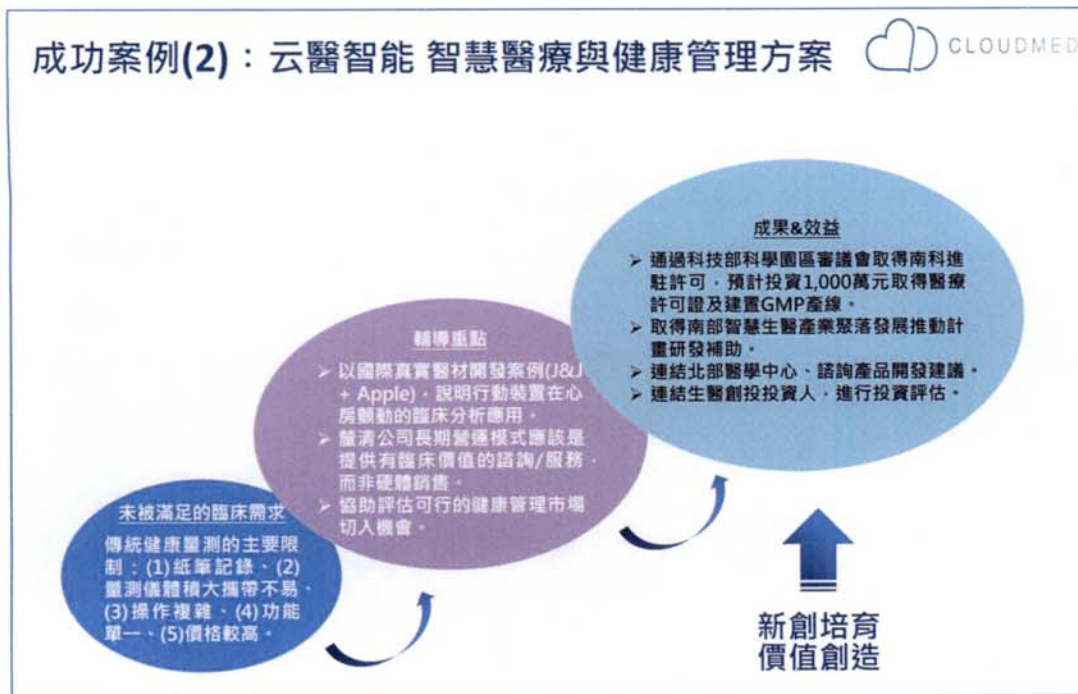 成功案例(2)：云醫智能 智慧醫療與健康管理方案
CLOUDMED
成果&效益
➢ 通過科技部科學園區審議會取得南科進
駐許可，預計投資1,000萬元取得醫療
許可證及建置GMP產線。
➢ 取得南部智慧生醫產業聚落發展推動計
畫研發補助。
➢ 連結北部醫學中心、諮詢產品開發建議。
➢ 連結生醫創投投資人，進行投資評估。
輔導重點
➢ 以國際真實醫材開發案例(J&J
+ Apple)，說明行動裝置在心
房顫動的臨床分析應用。
➢ 釐清公司長期營運模式應該是
提供有臨床價值的諮詢/服務，
而非硬體銷售。
➢ 協助評估可行的健康管理市場
切入機會。
未被滿足的臨床需求
傳統健康量測的主要限
制：(1)紙筆記錄、(2)
量測儀體積大攜帶不易、
(3)操作複雜、(4)功能
單一、(5)價格較高。
新創培育
價值創造